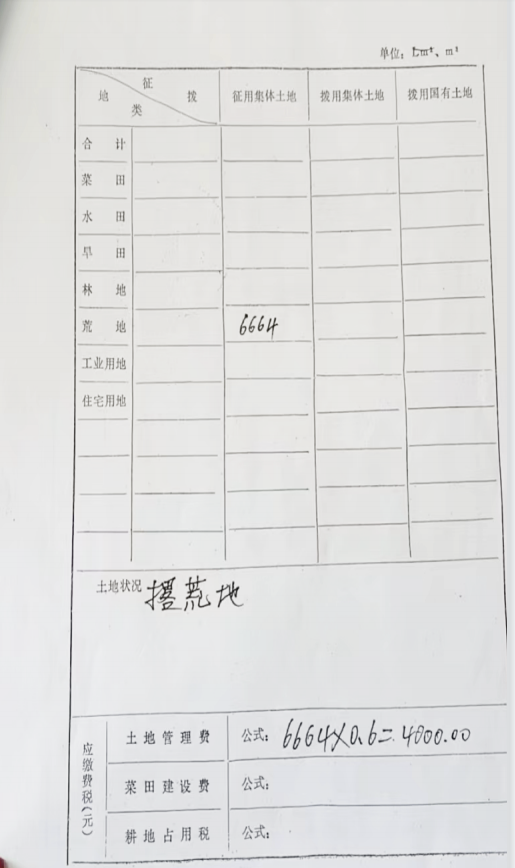 单位：Lm²、m²
征 拨 地 类 征用集体土地 拨用集体土地 拨用国有土地
合 计
菜 田
水 田
旱 田
林 地
荒 地 6664
工业用地
住宅用地
土地状况 撂荒地
应缴费税(元)
土地管理费 公式: 6664×0.6=4000.00
菜田建设费 公式:
耕地占用税 公式: